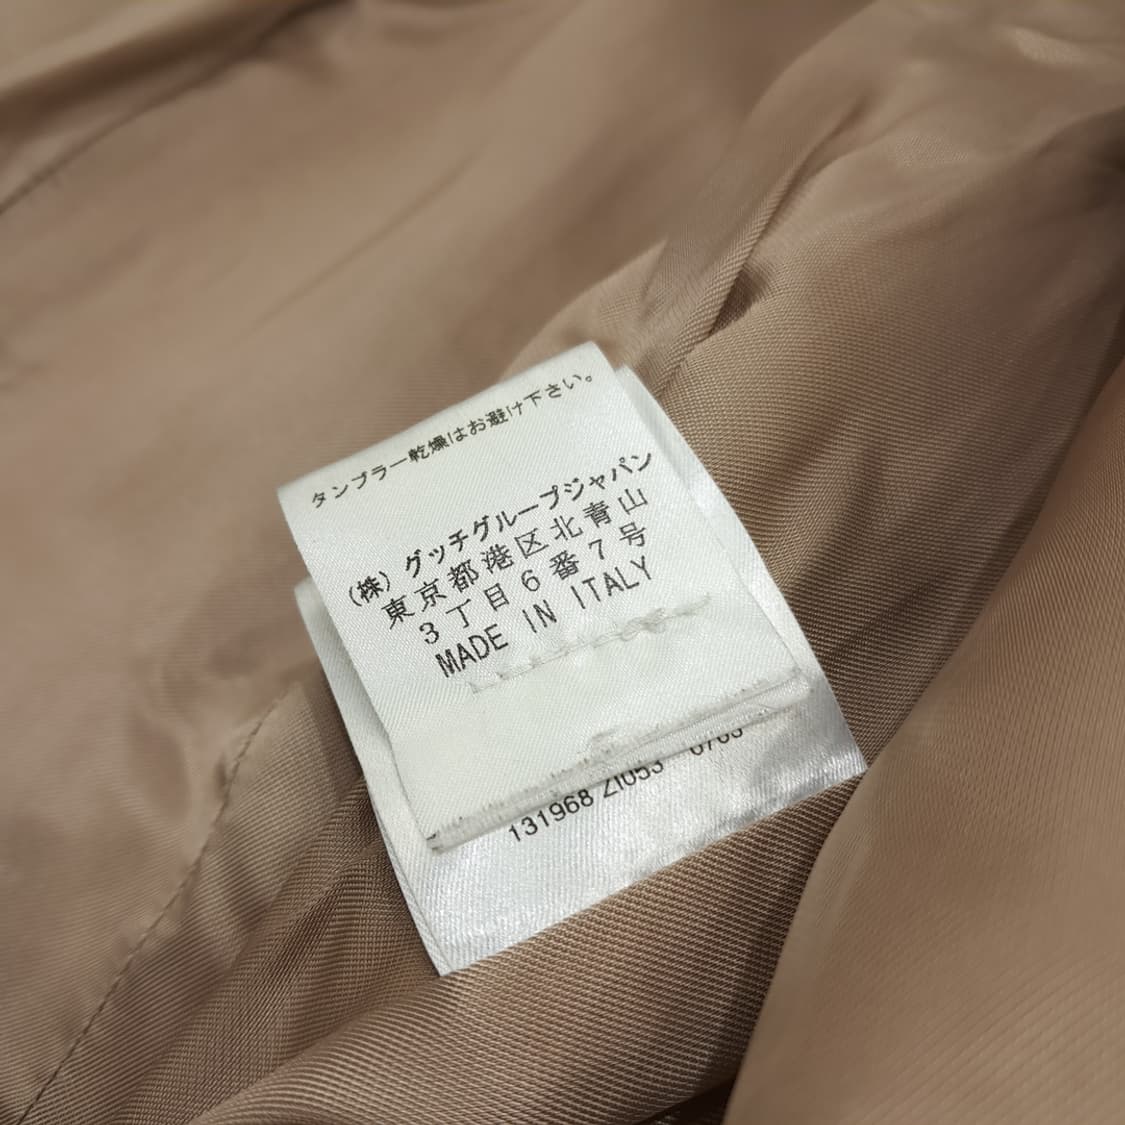 タンブラー乾燥はお避け下さい。
(株)グッチグループジャパン
東京都港区北青山
3丁目6番7号
MADE IN ITALY
131968 ZI053 6703